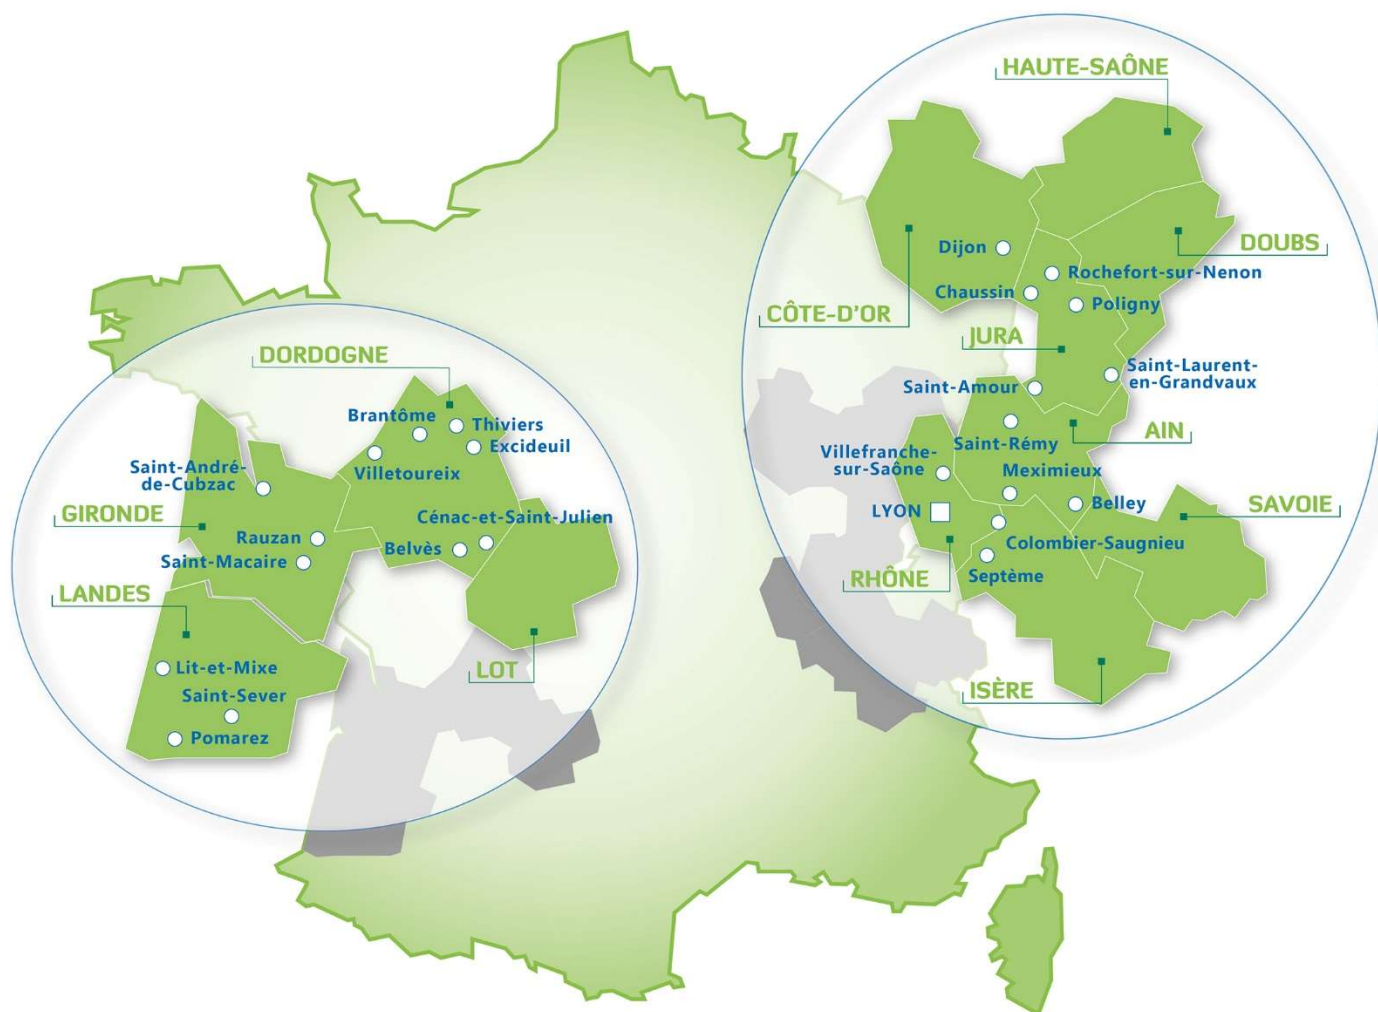 HAUTE-SAÔNE
DOUBS
Dijon
Rochefort-sur-Nenon
Chaussin
Poligny
CÔTE-D'OR
JURA
Saint-Laurent-
en-Grandvaux
Saint-Amour
AIN
Saint-Rémy
Villefranche-
sur-Saône
Meximieux
Belley
SAVOIE
LYON
Colombier-Saugnieu
Septème
RHÔNE
ISÈRE
DORDOGNE
Brantôme
Thiviers
Excideuil
Villetoureix
Saint-André-
de-Cubzac
GIRONDE
Cénac-et-Saint-Julien
Rauzan
Belvès
Saint-Macaire
LANDES
LOT
Lit-et-Mixe
Saint-Sever
Pomarez